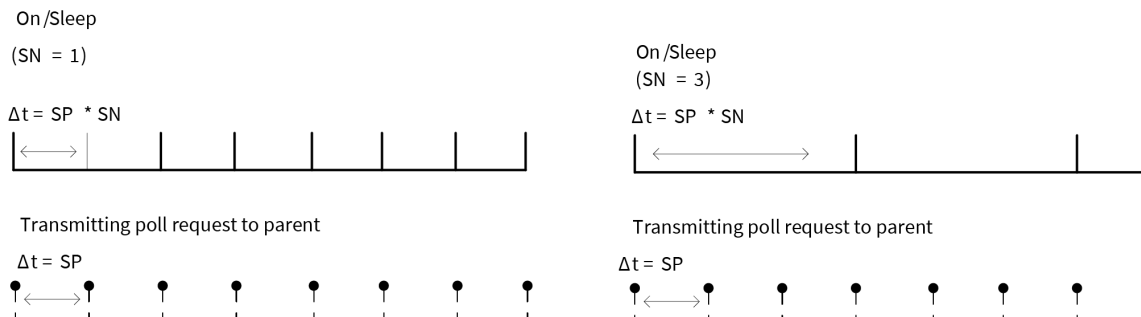 On/Sleep
(SN = 1)
Δt = SP * SN
Transmitting poll request to parent
Δt = SP
On/Sleep
(SN = 3)
Δt = SP * SN
Transmitting poll request to parent
Δt = SP